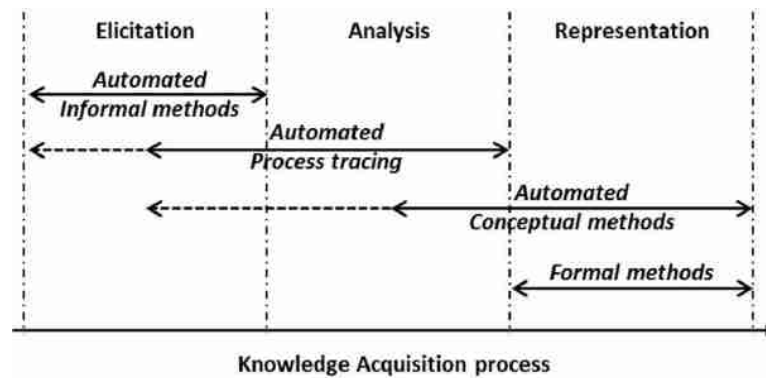 Elicitation Analysis Representation
Automated
Informal methods
Automated
Process tracing
Automated
Conceptual methods
Formal methods
Knowledge Acquisition process